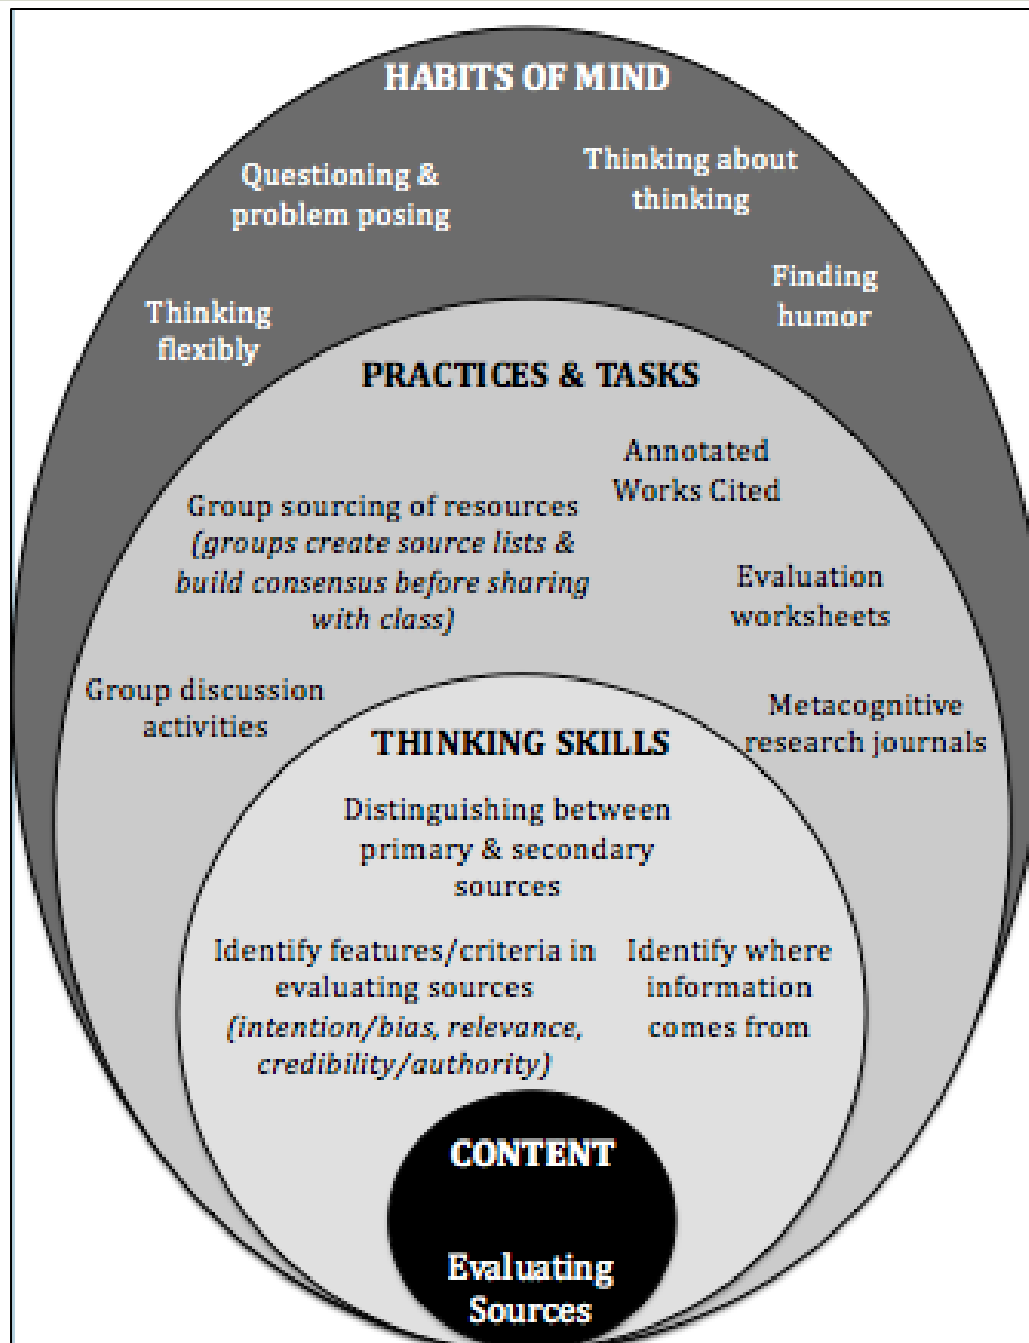 HABITS OF MIND
Questioning &
problem posing
Thinking about
thinking
Finding
humor
Thinking
flexibly
PRACTICES & TASKS
Annotated
Works Cited
Group sourcing of resources
(groups create source lists &
build consensus before sharing
with class)
Evaluation
worksheets
Group discussion
activities
Metacognitive
research journals
THINKING SKILLS
Distinguishing between
primary & secondary
sources
Identify features/criteria in
evaluating sources
(intention/bias, relevance,
credibility/authority)
Identify where
information
comes from
CONTENT
Evaluating
Sources